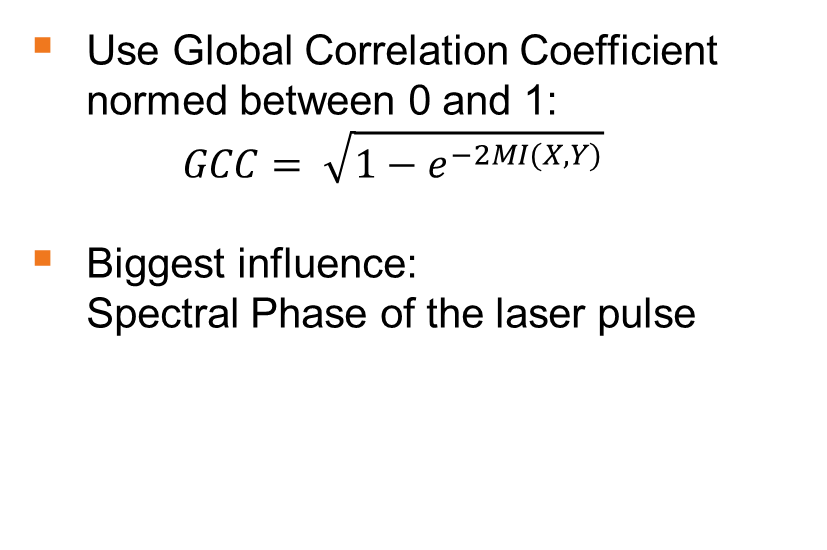 ▪ Use Global Correlation Coefficient
normed between 0 and 1:
GCC = √1 − e^−2MI(X,Y)
▪ Biggest influence:
Spectral Phase of the laser pulse